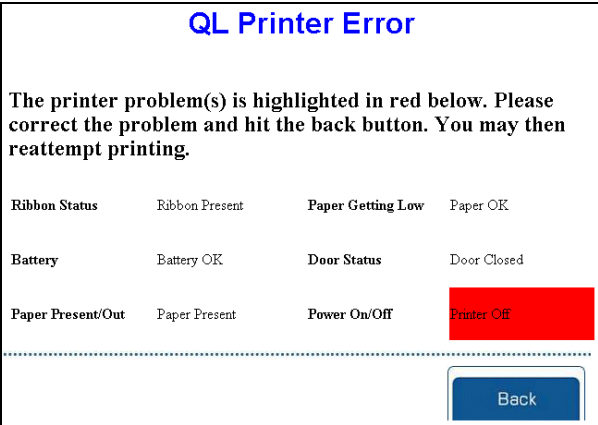 QL Printer Error
The printer problem(s) is highlighted in red below. Please
correct the problem and hit the back button. You may then
reattempt printing.
Ribbon Status Ribbon Present Paper Getting Low Paper OK
Battery Battery OK Door Status Door Closed
Paper Present/Out Paper Present Power On/Off Printer Off
Back